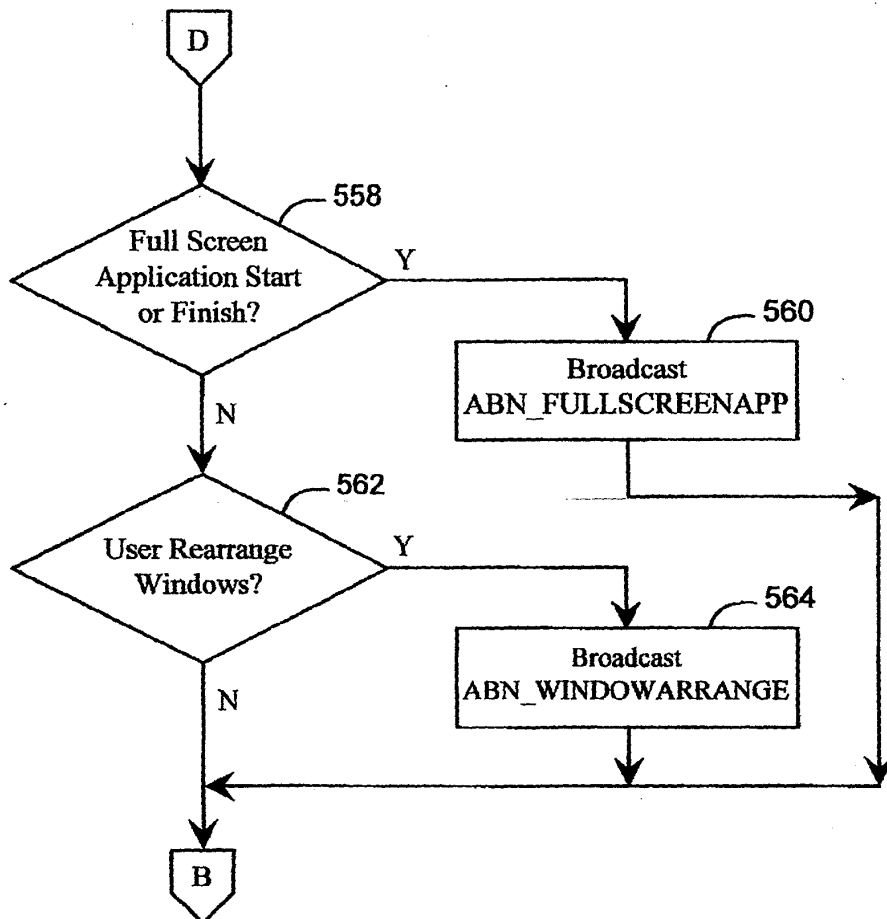 D
558
Full Screen
Application Start
or Finish?
Y
560
Broadcast
ABN_FULLSCREENAPP
N
562
User Rearrange
Windows?
Y
564
Broadcast
ABN_WINDOWARRANGE
N
B